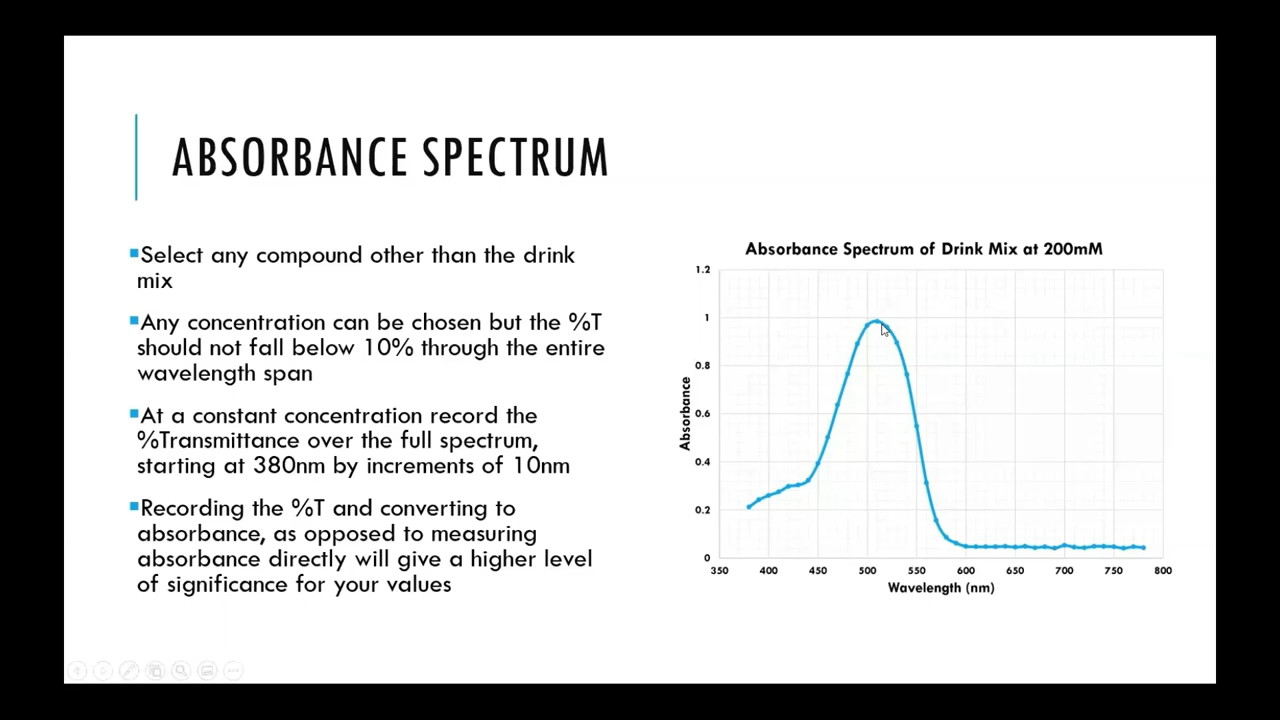 ABSORBANCE SPECTRUM
Select any compound other than the drink
mix
Any concentration can be chosen but the %T
should not fall below 10% through the entire
wavelength span
At a constant concentration record the
%Transmittance over the full spectrum,
starting at 380nm by increments of 10nm
Recording the %T and converting to
absorbance, as opposed to measuring
absorbance directly will give a higher level
of significance for your values
Absorbance Spectrum of Drink Mix at 200mM
1.2
1
0.8
0.6
0.4
0.2
0
Absorbance
350 400 450 500 550 600 650 700 750 800
Wavelength (nm)